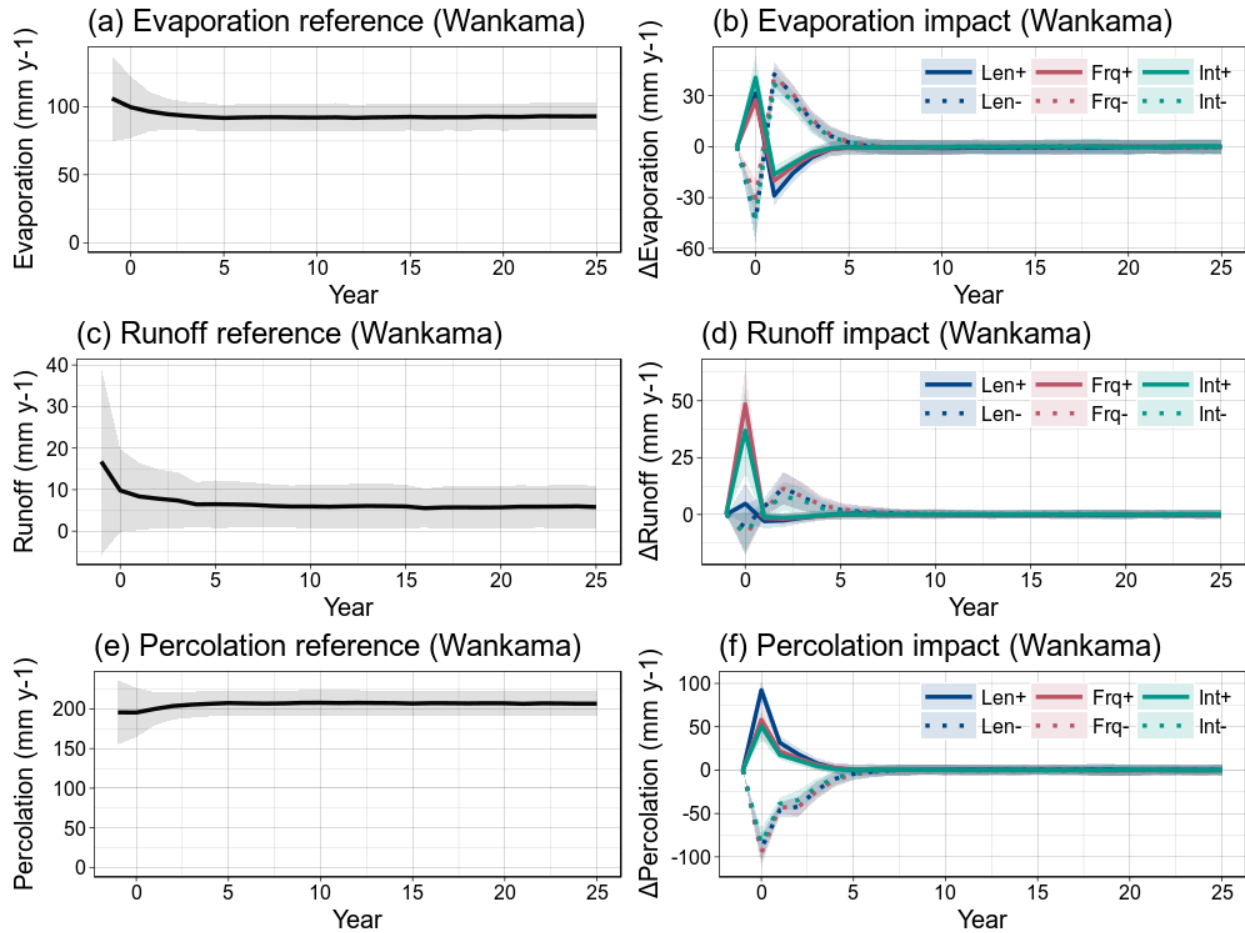 (a) Evaporation reference (Wankama)
Evaporation (mm y-1)
100
50
0
0 5 10 15 20 25
Year
(b) Evaporation impact (Wankama)
ΔEvaporation (mm y-1)
30
0
-30
-60
Len+ Frq+ Int+
Len- Frq- Int-
0 5 10 15 20 25
Year
(c) Runoff reference (Wankama)
Runoff (mm y-1)
40
30
20
10
0
0 5 10 15 20 25
Year
(d) Runoff impact (Wankama)
ΔRunoff (mm y-1)
50
25
0
Len+ Frq+ Int+
Len- Frq- Int-
0 5 10 15 20 25
Year
(e) Percolation reference (Wankama)
Percolation (mm y-1)
200
150
100
50
0
0 5 10 15 20 25
Year
(f) Percolation impact (Wankama)
ΔPercolation (mm y-1)
100
50
0
-50
-100
Len+ Frq+ Int+
Len- Frq- Int-
0 5 10 15 20 25
Year